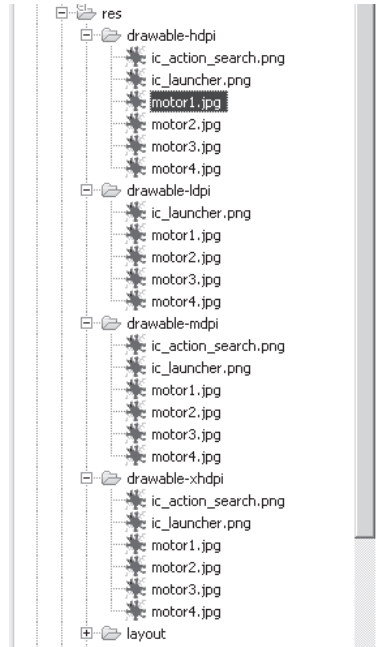 res
drawable-hdpi
ic_action_search.png
ic_launcher.png
motor1.jpg
motor2.jpg
motor3.jpg
motor4.jpg
drawable-ldpi
ic_launcher.png
motor1.jpg
motor2.jpg
motor3.jpg
motor4.jpg
drawable-mdpi
ic_action_search.png
ic_launcher.png
motor1.jpg
motor2.jpg
motor3.jpg
motor4.jpg
drawable-xhdpi
ic_action_search.png
ic_launcher.png
motor1.jpg
motor2.jpg
motor3.jpg
motor4.jpg
layout